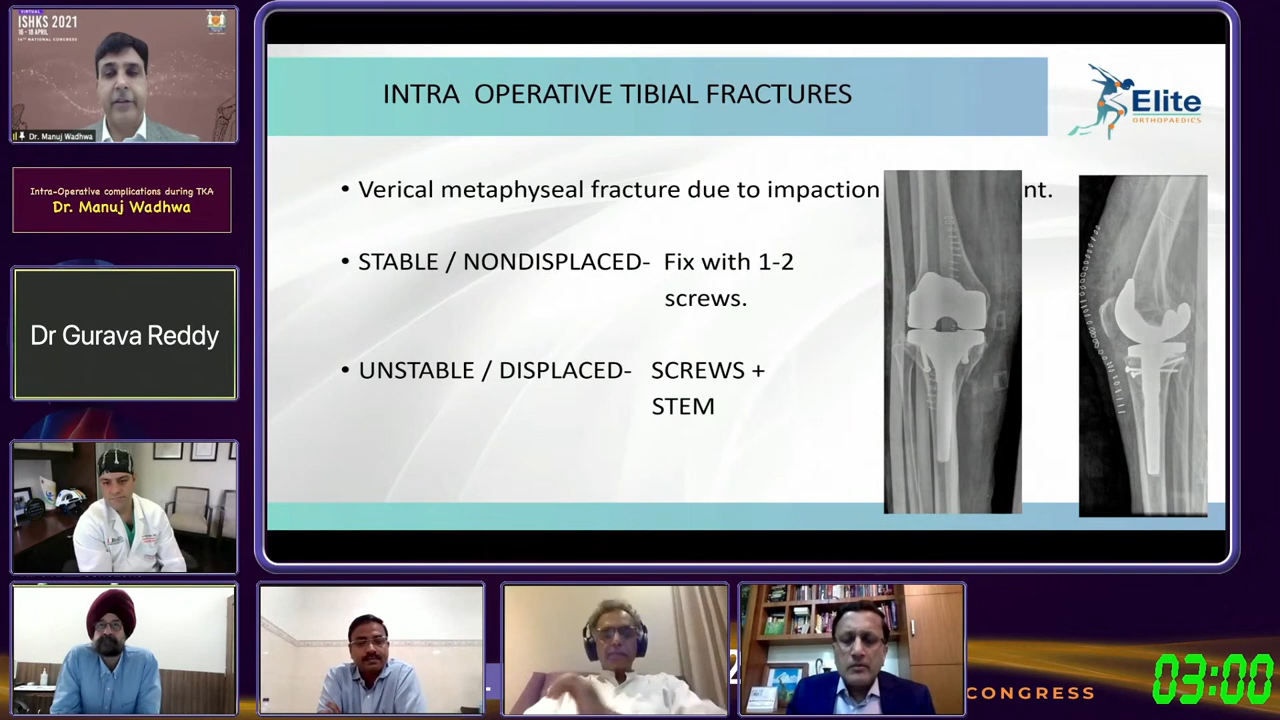 VIRTUAL
ISHKS 2021
16 - 18 APRIL
Dr. Manuj Wadhwa
Intra-Operative complications during TKA
Dr. Manuj Wadhwa
Dr Gurava Reddy
INTRA OPERATIVE TIBIAL FRACTURES
Elite
ORTHOPAEDICS
• Verical metaphyseal fracture due to impaction nt.
• STABLE / NONDISPLACED- Fix with 1-2
screws.
• UNSTABLE / DISPLACED- SCREWS +
STEM
CONGRESS
03:00